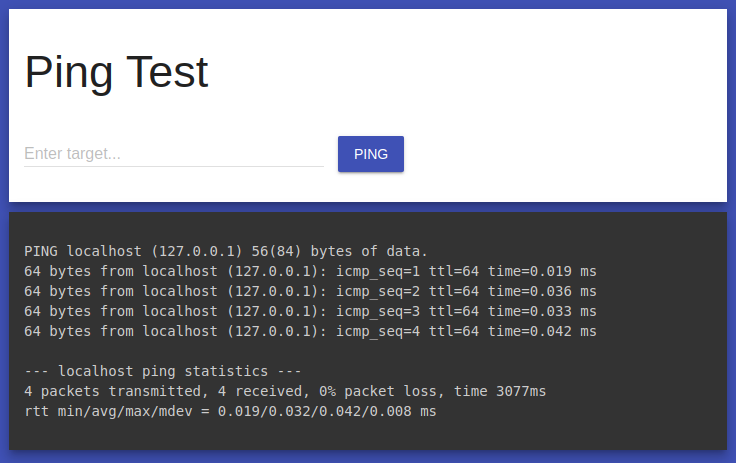 Ping Test
Enter target...
PING
PING localhost (127.0.0.1) 56(84) bytes of data.
64 bytes from localhost (127.0.0.1): icmp_seq=1 ttl=64 time=0.019 ms
64 bytes from localhost (127.0.0.1): icmp_seq=2 ttl=64 time=0.036 ms
64 bytes from localhost (127.0.0.1): icmp_seq=3 ttl=64 time=0.033 ms
64 bytes from localhost (127.0.0.1): icmp_seq=4 ttl=64 time=0.042 ms
--- localhost ping statistics ---
4 packets transmitted, 4 received, 0% packet loss, time 3077ms
rtt min/avg/max/mdev = 0.019/0.032/0.042/0.008 ms